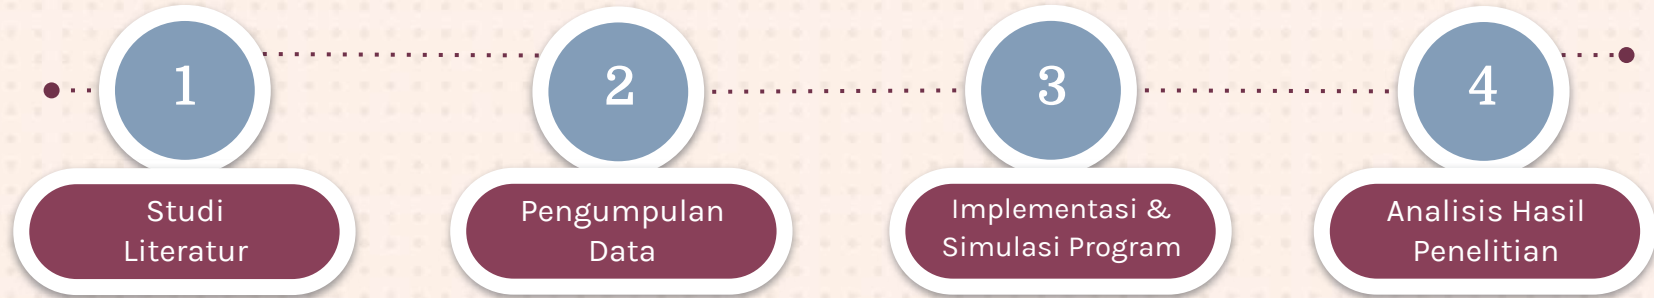 1
Studi
Literatur
2
Pengumpulan
Data
3
Implementasi &
Simulasi Program
4
Analisis Hasil
Penelitian